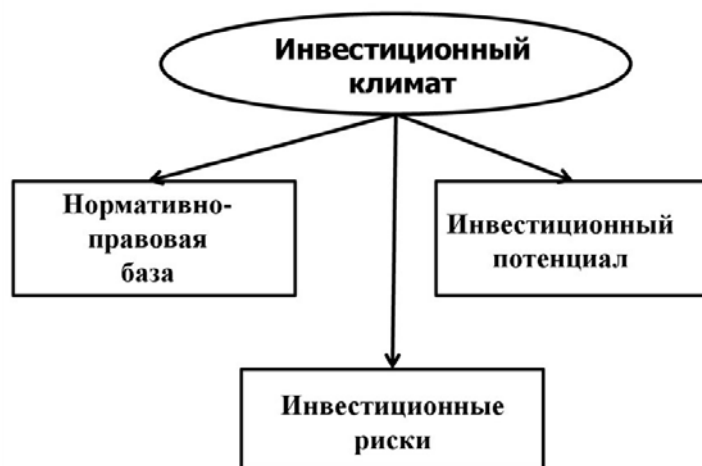 Инвестиционный
климат
Нормативно-
правовая
база
Инвестиционный
потенциал
Инвестиционные
риски